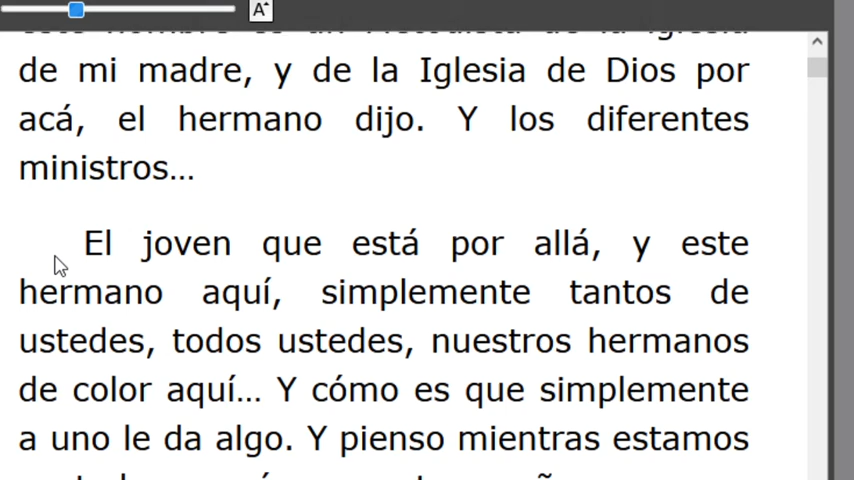 A
de mi madre, y de la Iglesia de Dios por
acá, el hermano dijo. Y los diferentes
ministros...
El joven que está por allá, y este
hermano aquí, simplemente tantos de
ustedes, todos ustedes, nuestros hermanos
de color aquí... Y cómo es que simplemente
a uno le da algo. Y pienso mientras estamos